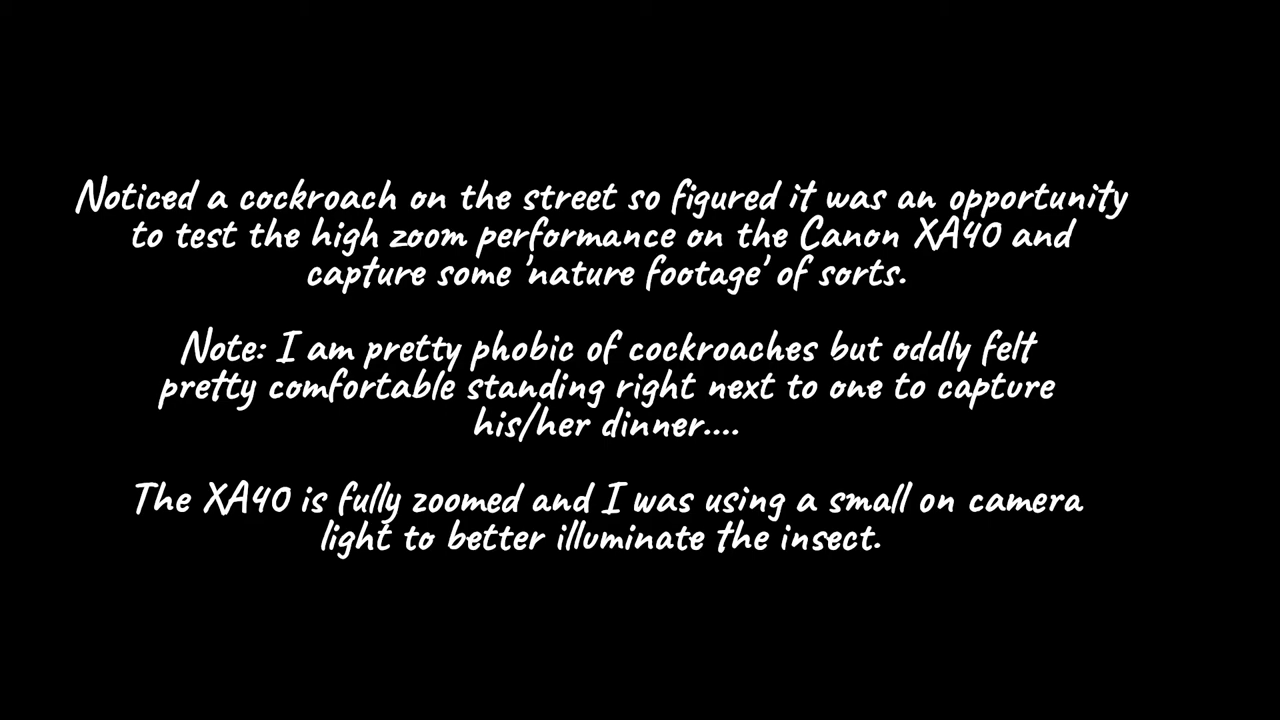 Noticed a cockroach on the street so figured it was an opportunity
to test the high zoom performance on the Canon XA40 and
capture some 'nature footage' of sorts.
Note: I am pretty phobic of cockroaches but oddly felt
pretty comfortable standing right next to one to capture
his/her dinner....
The XA40 is fully zoomed and I was using a small on camera
light to better illuminate the insect.